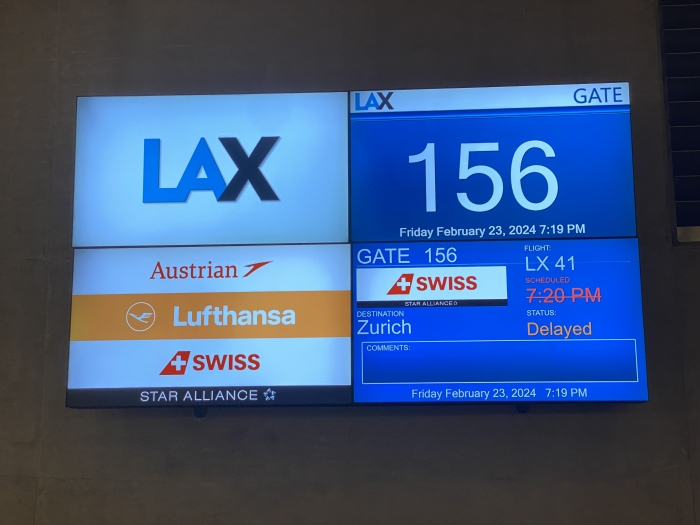 LAX
LAX GATE
156
Friday February 23, 2024 7:19 PM
Austrian
Lufthansa
SWISS
STAR ALLIANCE
GATE 156
SWISS
STAR ALLIANCE
DESTINATION
Zurich
FLIGHT:
LX 41
SCHEDULED
7:20 PM
STATUS:
Delayed
COMMENTS:
Friday February 23, 2024 7:19 PM